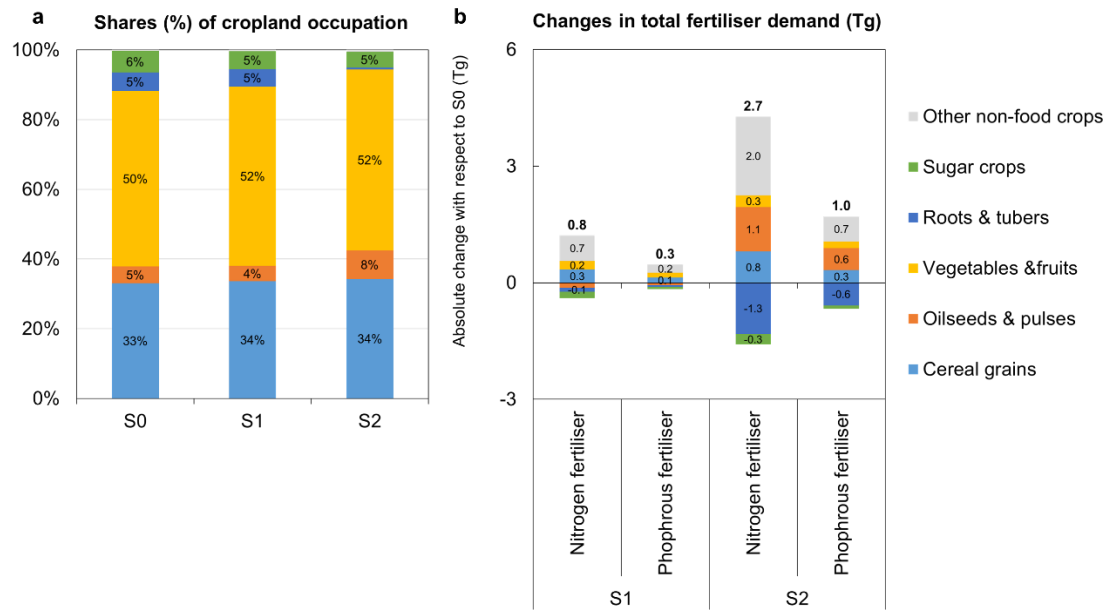 a
Shares (%) of cropland occupation
100%
80%
60%
40%
20%
0%
6%
5%
50%
5%
33%
5%
5%
52%
4%
34%
5%
52%
8%
34%
S0
S1
S2
b
Changes in total fertiliser demand (Tg)
Absolute change with respect to S0 (Tg)
6
3
0
-3
0.8
0.7
0.2
0.3
-0.1
0.3
0.2
0.1
2.7
2.0
0.3
1.1
0.8
-1.3
-0.3
1.0
0.7
0.6
0.3
-0.6
Nitrogen fertiliser
Phophrous fertiliser
Nitrogen fertiliser
Phophrous fertiliser
S1
S2
Other non-food crops
Sugar crops
Roots & tubers
Vegetables &fruits
Oilseeds & pulses
Cereal grains